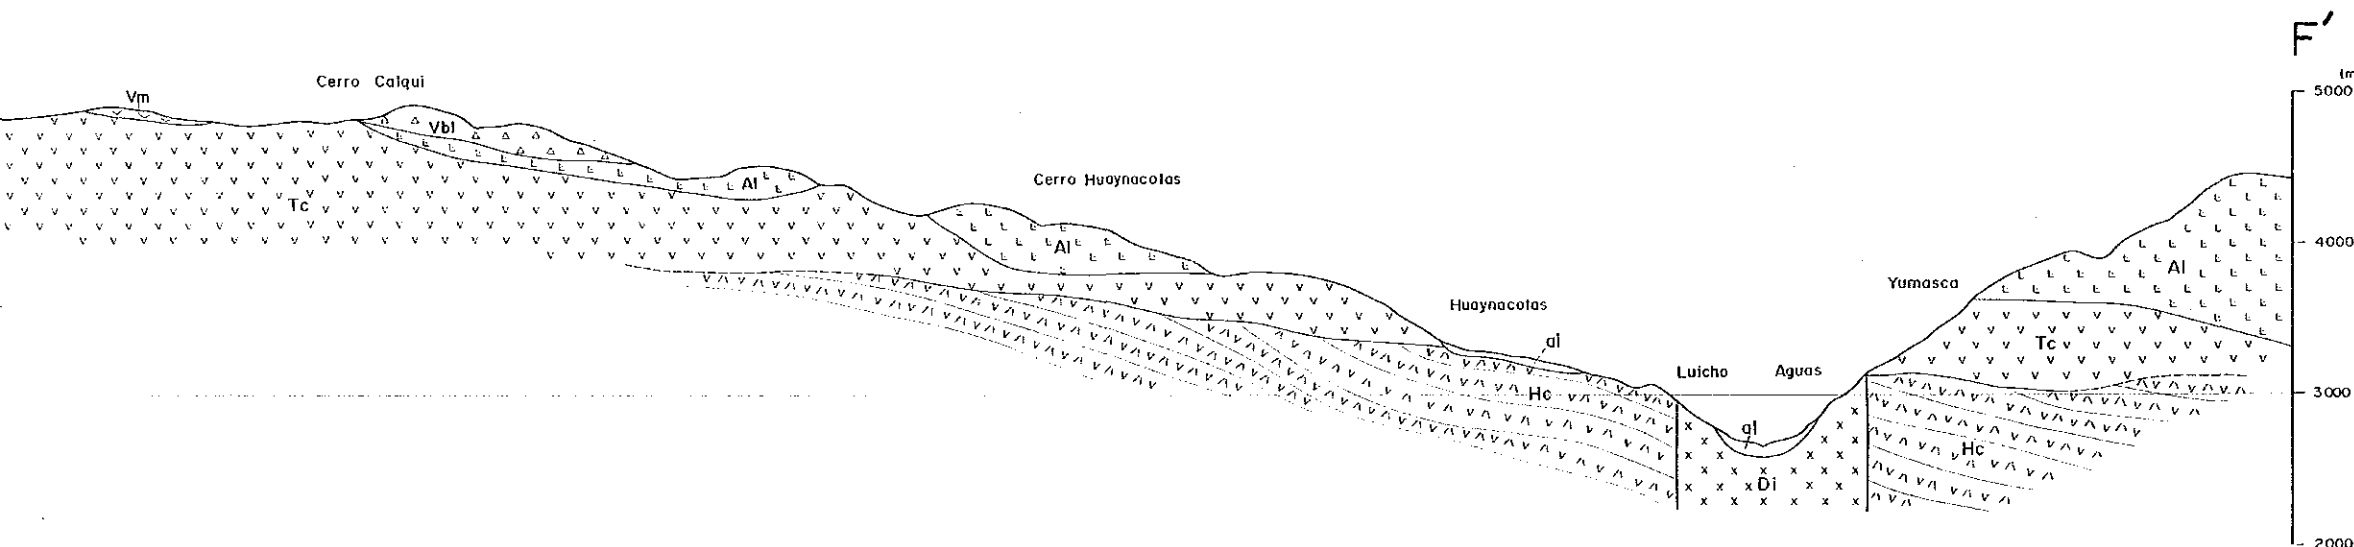 F'
(m
Cerro Calqui
Vm
5000
Vbl
Al
Cerro Huaynacotas
Tc
Al
4000
Al
Yumasca
Huaynacotas
al
Tc
Luicho Aguas
Hc
3000
al
Hc
Di
2000